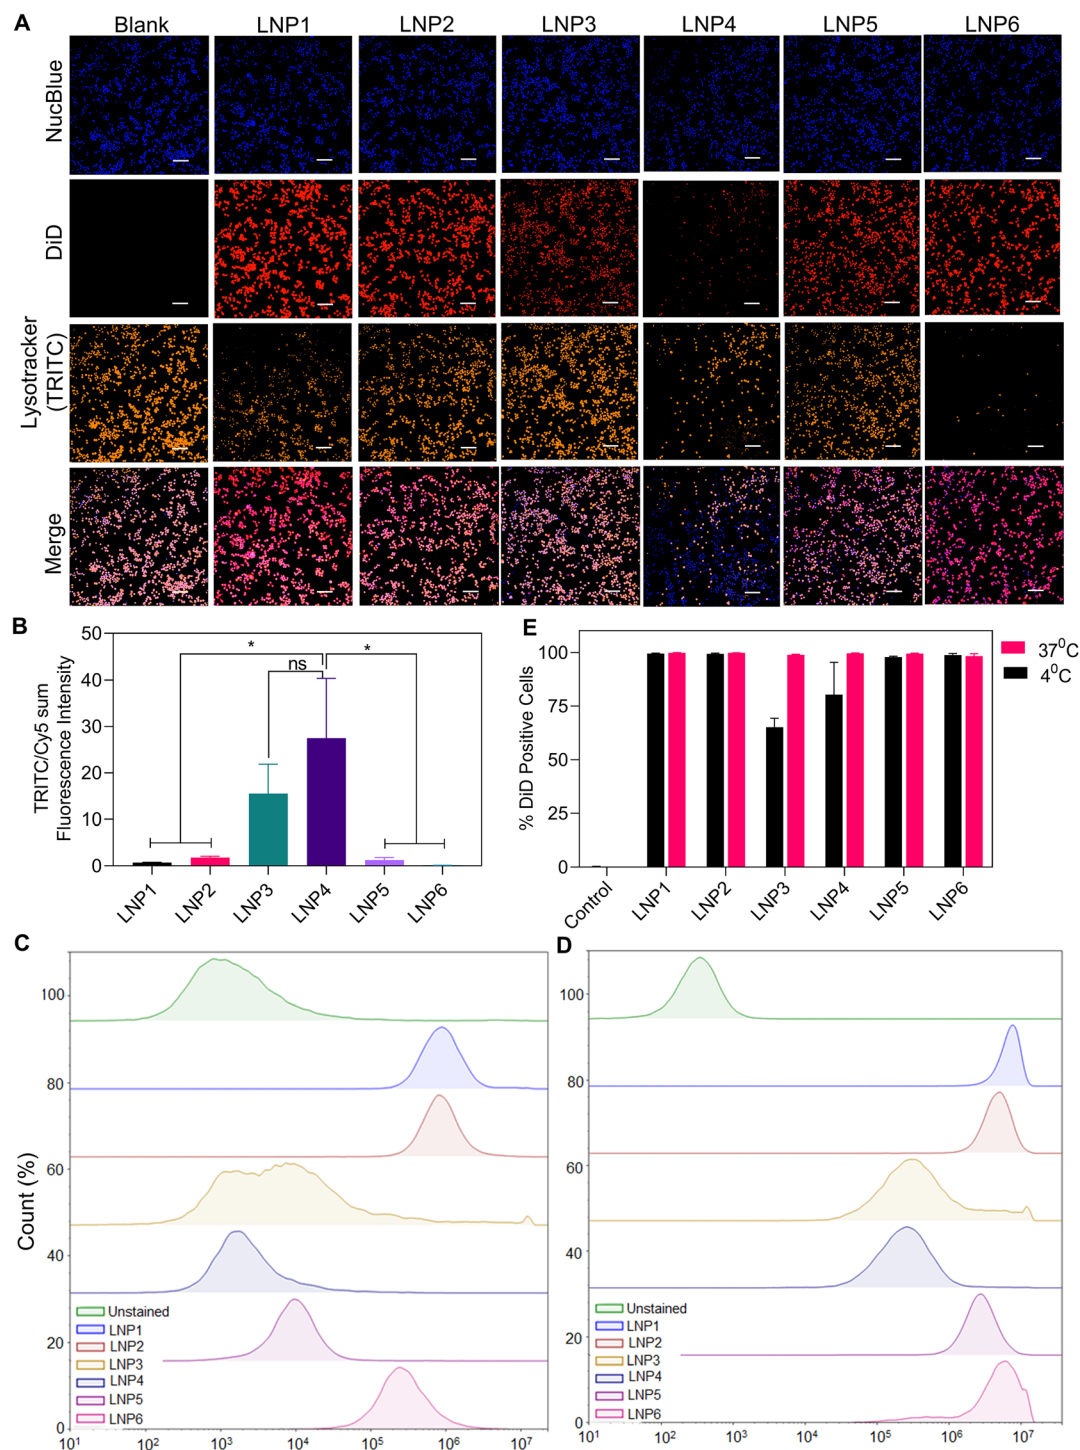 A
Blank LNP1 LNP2 LNP3 LNP4 LNP5 LNP6
NucBlue
DiD
Lysotracker
(TRITC)
Merge
B
TRITC/Cy5 sum
Fluorescence Intensity
50
40
30
20
10
0
* ns *
LNP1 LNP2 LNP3 LNP4 LNP5 LNP6
E
% DiD Positive Cells
100
75
50
25
0
37⁰C
4⁰C
Control LNP1 LNP2 LNP3 LNP4 LNP5 LNP6
C
Count (%)
100
80
60
40
20
0
Unstained
LNP1
LNP2
LNP3
LNP4
LNP5
LNP6
10¹ 10² 10³ 10⁴ 10⁵ 10⁶ 10⁷
D
100
80
60
40
20
0
Unstained
LNP1
LNP2
LNP3
LNP4
LNP5
LNP6
10¹ 10² 10³ 10⁴ 10⁵ 10⁶ 10⁷